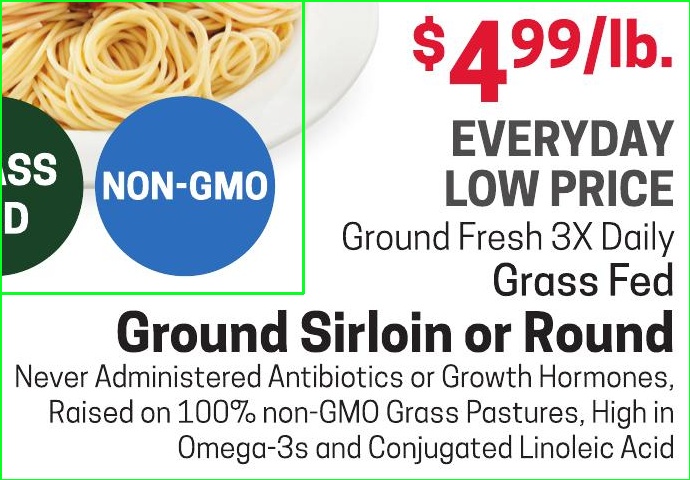 $4.99/lb.
EVERYDAY
LOW PRICE
Ground Fresh 3X Daily
Grass Fed
Ground Sirloin or Round
Never Administered Antibiotics or Growth Hormones,
Raised on 100% non-GMO Grass Pastures, High in
Omega-3s and Conjugated Linoleic Acid
ASS
D
NON-GMO